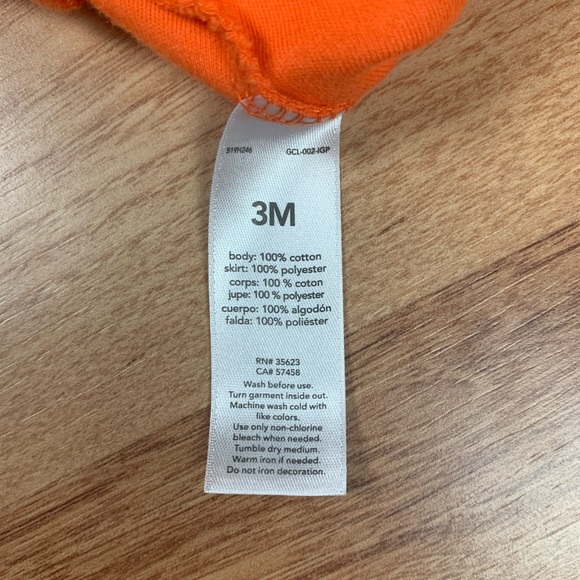 519H246 GCL-002-IGP
3M
body: 100% cotton
skirt: 100% polyester
corps: 100 % coton
jupe: 100 % polyester
cuerpo: 100% algodón
falda: 100% poliéster
RN# 35623
CA# 57458
Wash before use.
Turn garment inside out.
Machine wash cold with
like colors.
Use only non-chlorine
bleach when needed.
Tumble dry medium.
Warm iron if needed.
Do not iron decoration.